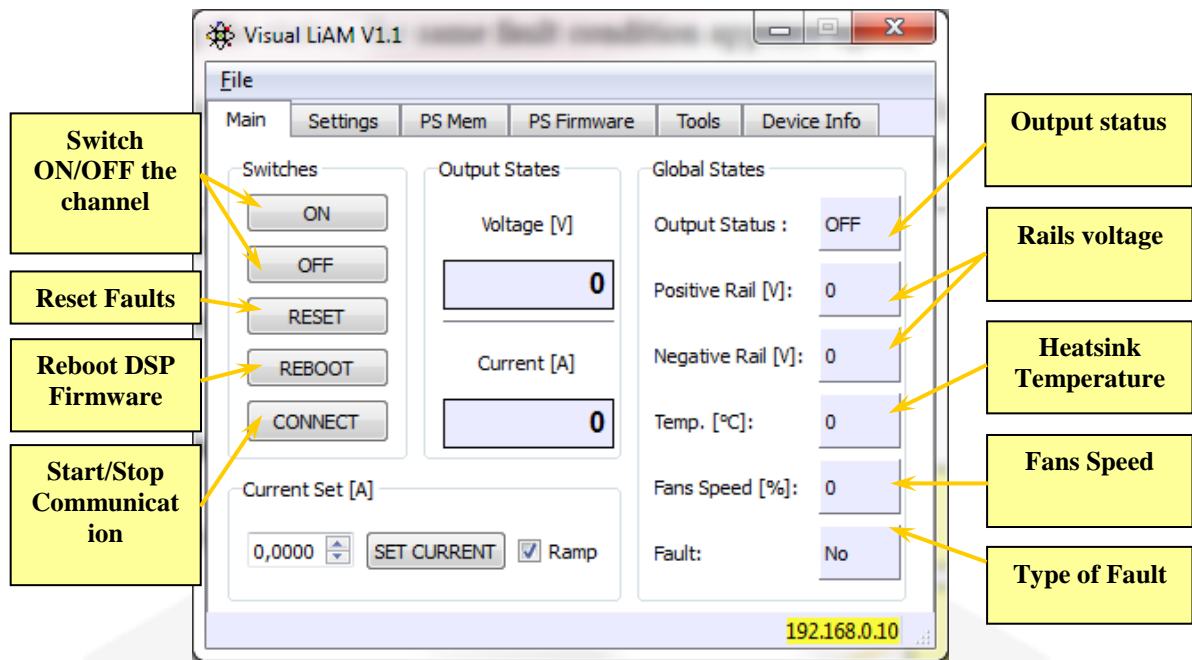 Visual LiAM V1.1
File
Main Settings PS Mem PS Firmware Tools Device Info
Switch
ON/OFF the
channel
Reset Faults
Reboot DSP
Firmware
Start/Stop
Communicat
ion
Switches
ON
OFF
RESET
REBOOT
CONNECT
Output States
Voltage [V]
0
Current [A]
0
Current Set [A]
0,0000 SET CURRENT Ramp
Global States
Output Status : OFF
Positive Rail [V]: 0
Negative Rail [V]: 0
Temp. [°C]: 0
Fans Speed [%]: 0
Fault: No
192.168.0.10
Output status
Rails voltage
Heatsink
Temperature
Fans Speed
Type of Fault